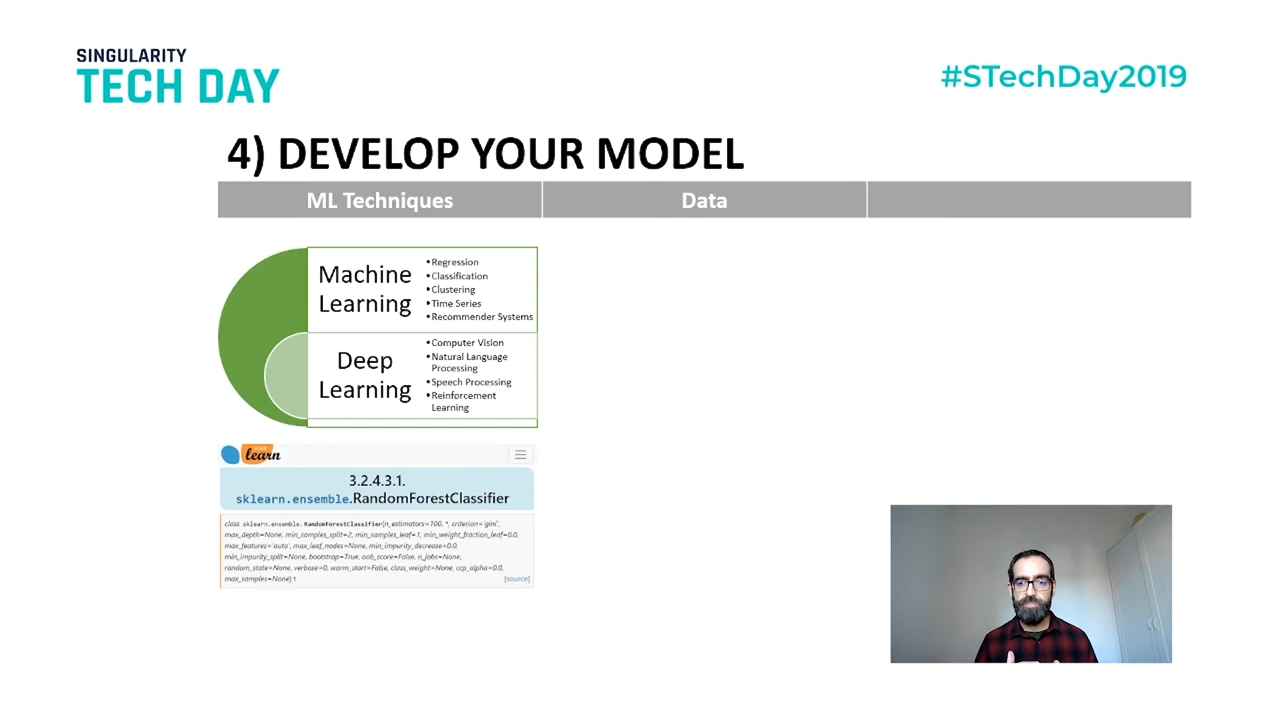 SINGULARITY
TECH DAY
#STechDay2019
4) DEVELOP YOUR MODEL
ML Techniques
Data
Machine
Learning
•Regression
•Classification
•Clustering
•Time Series
•Recommender Systems
Deep
Learning
•Computer Vision
•Natural Language
Processing
•Speech Processing
•Reinforcement
Learning
learn
3.2.4.3.1.
sklearn.ensemble.RandomForestClassifier
class sklearn.ensemble.RandomForestClassifier(n_estimators=100, *, criterion='gini',
max_depth=None, min_samples_split=2, min_samples_leaf=1, min_weight_fraction_leaf=0.0,
max_features='auto', max_leaf_nodes=None, min_impurity_decrease=0.0,
min_impurity_split=None, bootstrap=True, oob_score=False, n_jobs=None,
random_state=None, verbose=0, warm_start=False, class_weight=None, ccp_alpha=0.0,
max_samples=None) ¶
[source]